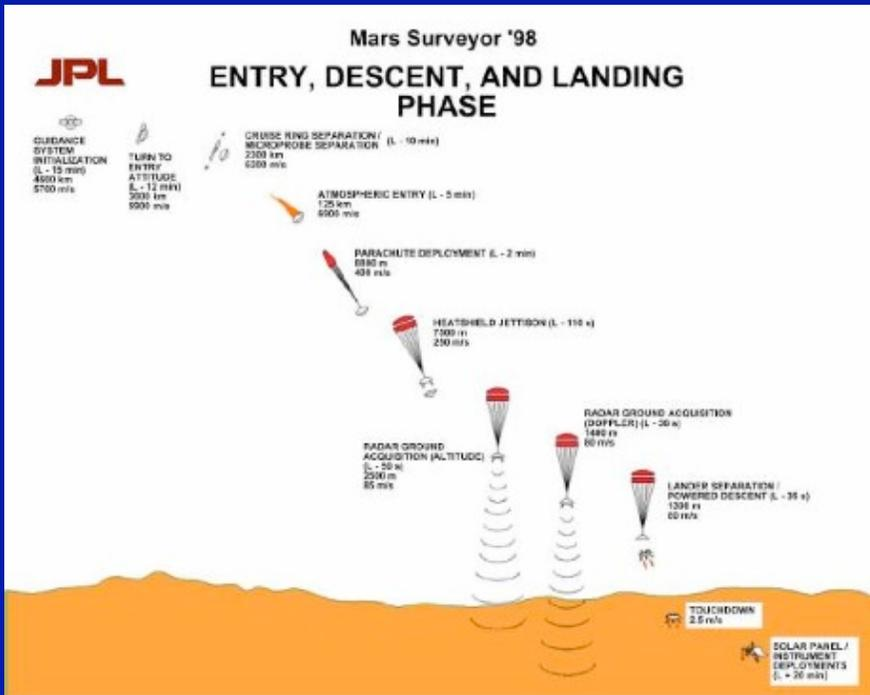 Mars Surveyor '98
JPL
ENTRY, DESCENT, AND LANDING
PHASE
GUIDANCE
SYSTEM
INITIALIZATION
(L - 15 min)
4600 km
5700 m/s
TURN TO
ENTRY
ATTITUDE
(L - 12 min)
3000 km
CRUISE RING SEPARATION /
MICROPROBE SEPARATION (L - 10 min)
2300 km
6200 m/s
ATMOSPHERIC ENTRY (L - 5 min)
125 km
6900 m/s
PARACHUTE DEPLOYMENT (L - 2 min)
8800 m
490 m/s
HEATSHIELD JETTISON (L - 110 s)
7500 m
250 m/s
RADAR GROUND
ACQUISITION (ALTITUDE)
(L - 50 s)
2500 m
85 m/s
RADAR GROUND ACQUISITION
(DOPPLER) (L - 36 s)
1400 m
80 m/s
LANDER SEPARATION /
POWERED DESCENT (L - 35 s)
1300 m
80 m/s
TOUCHDOWN
2.5 m/s
SOLAR PANEL /
INSTRUMENT
DEPLOYMENTS
(L + 20 min)